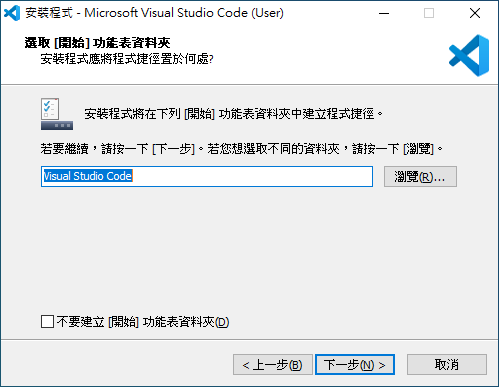 安裝程式 - Microsoft Visual Studio Code (User)
選取 [開始] 功能表資料夾
安裝程式應將程式捷徑置於何處?
安裝程式將在下列 [開始] 功能表資料夾中建立程式捷徑。
若要繼續，請按一下 [下一步]。若您想選取不同的資料夾，請按一下 [瀏覽]。
Visual Studio Code
瀏覽(R)...
不要建立 [開始] 功能表資料夾(D)
< 上一步(B)
下一步(N) >
取消